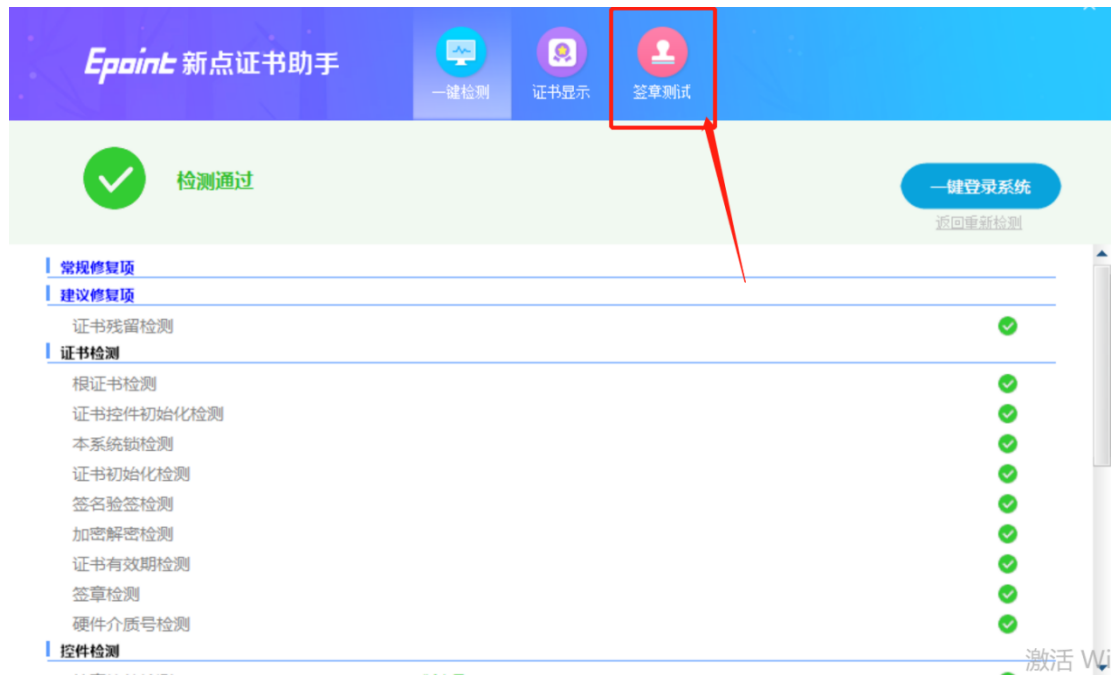 Epoint 新点证书助手
一键检测
证书显示
签章测试
检测通过
一键登录系统
返回重新检测
常规修复项
建议修复项
证书残留检测
证书检测
根证书检测
证书控件初始化检测
本系统锁检测
证书初始化检测
签名验签检测
加密解密检测
证书有效期检测
签章检测
硬件介质号检测
控件检测
激活 Wi